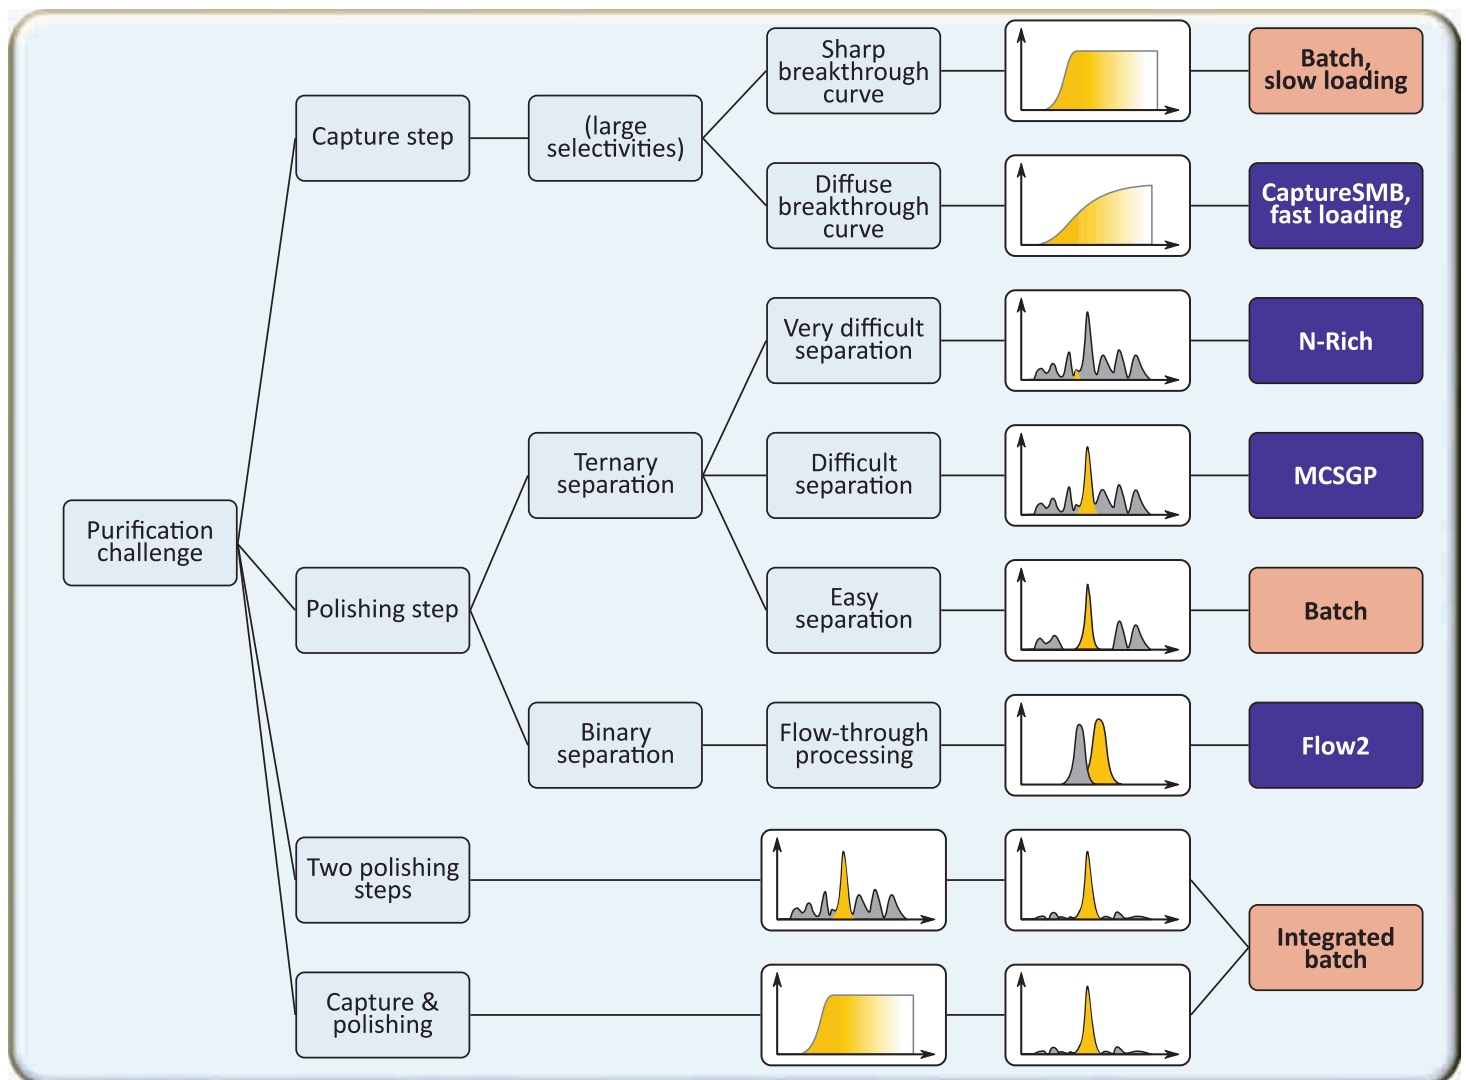 Purification
challenge
Capture step
(large
selectivities)
Sharp
breakthrough
curve
Batch,
slow loading
Diffuse
breakthrough
curve
CaptureSMB,
fast loading
Polishing step
Ternary
separation
Very difficult
separation
N-Rich
Difficult
separation
MCSGP
Easy
separation
Batch
Binary
separation
Flow-through
processing
Flow2
Two polishing
steps
Capture &
polishing
Integrated
batch